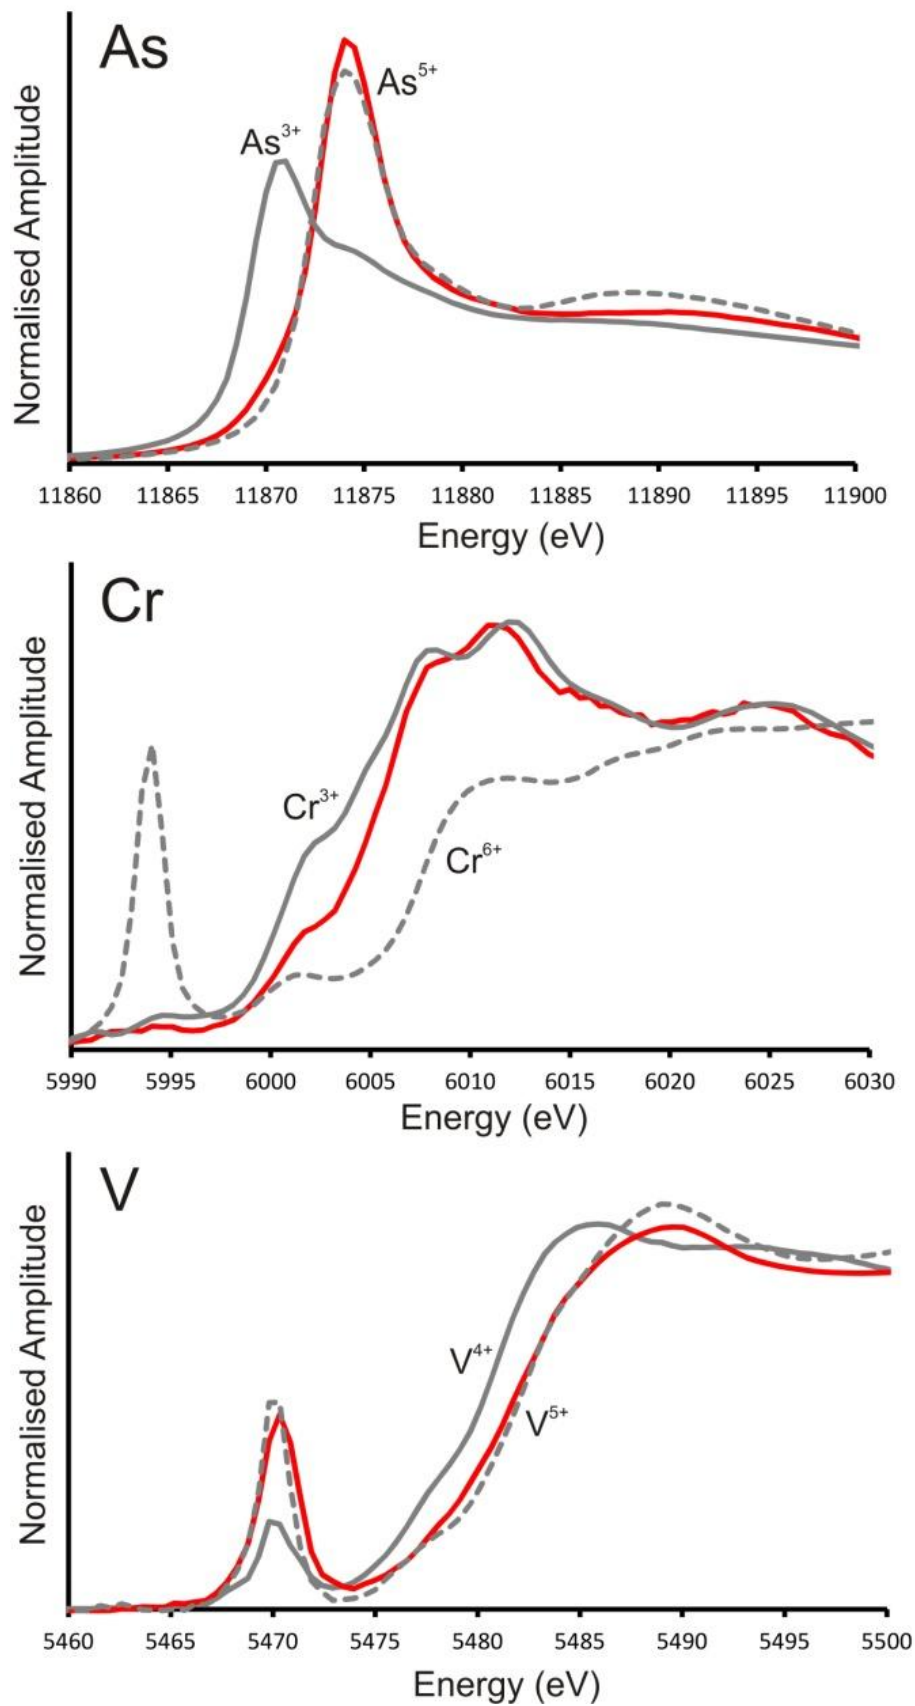 As
Normalised Amplitude
As³⁺
As⁵⁺
11860 11865 11870 11875 11880 11885 11890 11895 11900
Energy (eV)
Cr
Normalised Amplitude
Cr³⁺
Cr⁶⁺
5990 5995 6000 6005 6010 6015 6020 6025 6030
Energy (eV)
V
Normalised Amplitude
V⁴⁺
V⁵⁺
5460 5465 5470 5475 5480 5485 5490 5495 5500
Energy (eV)